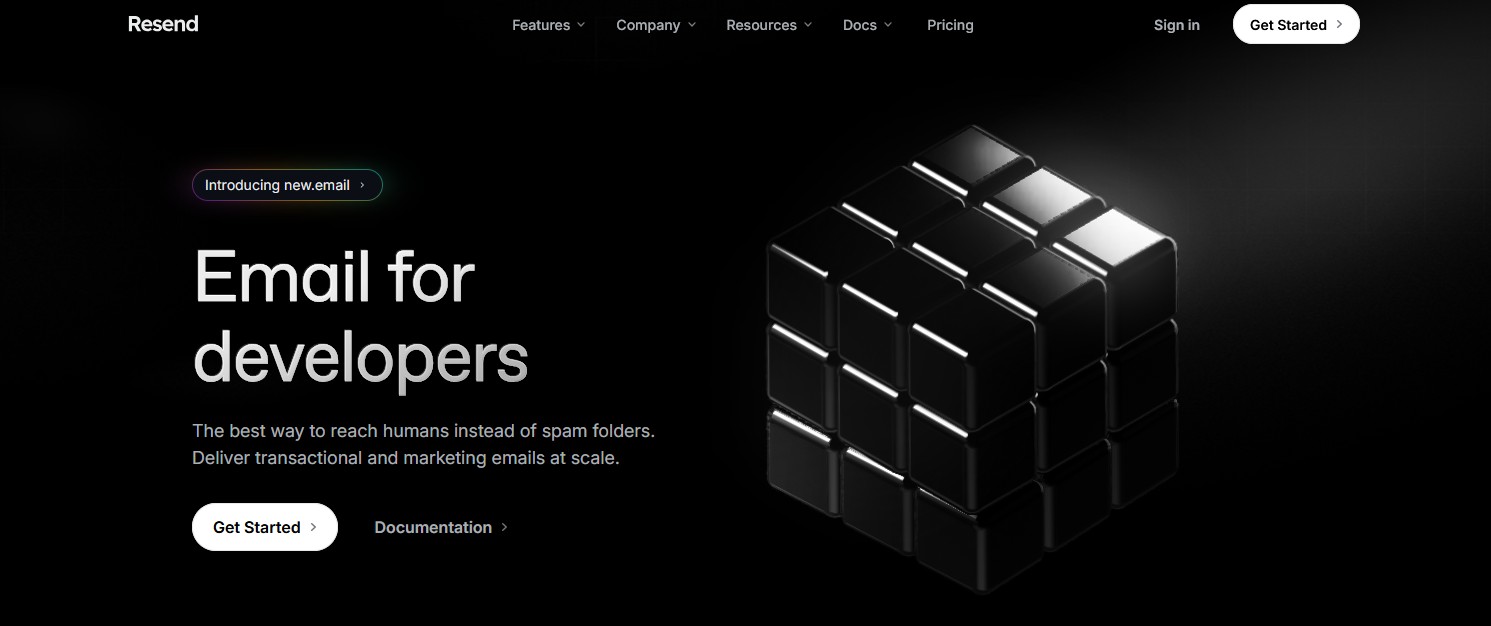 Resend
Features
Company
Resources
Docs
Pricing
Sign in
Get Started
Introducing new.email
Email for
developers
The best way to reach humans instead of spam folders.
Deliver transactional and marketing emails at scale.
Get Started
Documentation